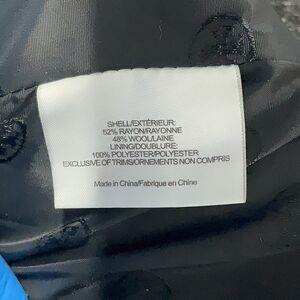 SHELL/EXTÉRIEUR:
52% RAYON/RAYONNE
48% WOOL/LAINE
LINING/DOUBLURE:
100% POLYESTER/POLYESTER
EXCLUSIVE OF TRIMS/ORNEMENTS NON COMPRIS
Made in China/Fabrique en Chine